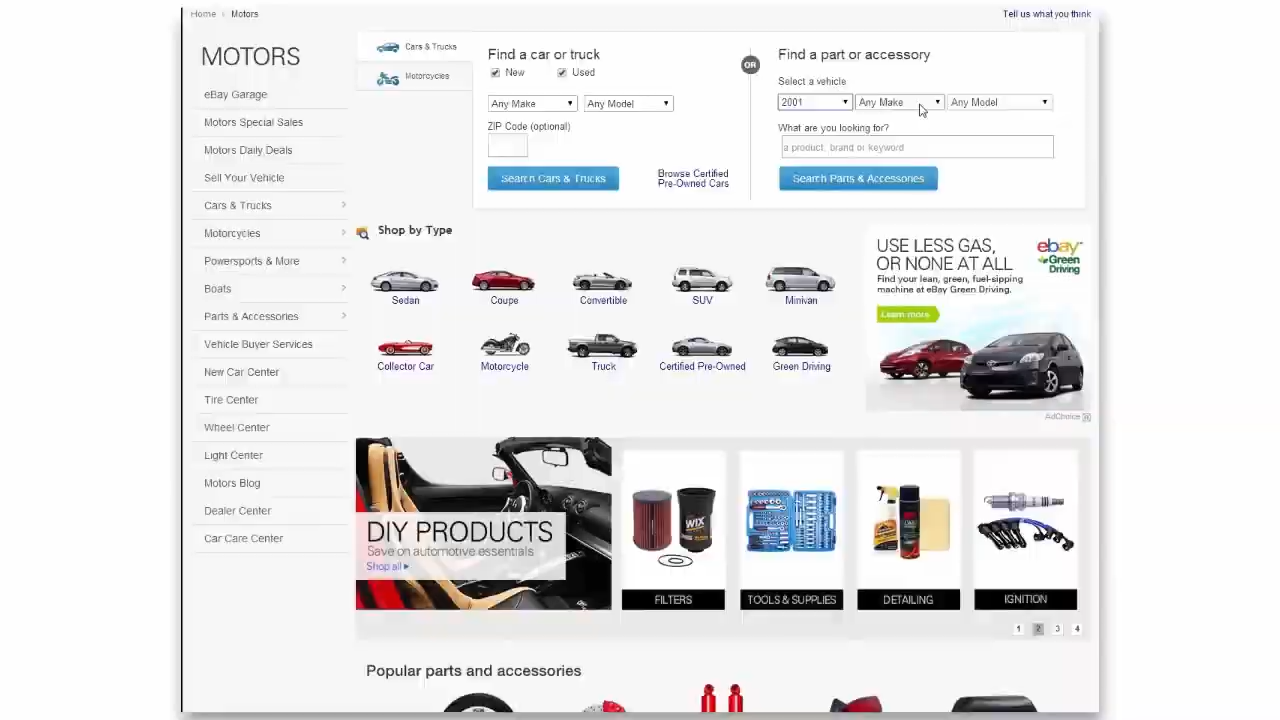 Home › Motors
Tell us what you think
MOTORS
eBay Garage
Motors Special Sales
Motors Daily Deals
Sell Your Vehicle
Cars & Trucks
Motorcycles
Powersports & More
Boats
Parts & Accessories
Vehicle Buyer Services
New Car Center
Tire Center
Wheel Center
Light Center
Motors Blog
Dealer Center
Car Care Center
Cars & Trucks
Motorcycles
Find a car or truck
New Used
Any Make Any Model
ZIP Code (optional)
Search Cars & Trucks
Browse Certified
Pre-Owned Cars
OR
Find a part or accessory
Select a vehicle
2001 Any Make Any Model
What are you looking for?
a product, brand or keyword
Search Parts & Accessories
Shop by Type
Sedan Coupe Convertible SUV Minivan
Collector Car Motorcycle Truck Certified Pre-Owned Green Driving
USE LESS GAS,
OR NONE AT ALL
Find your lean, green, fuel-sipping
machine at eBay Green Driving.
Learn more
ebay
Green
Driving
AdChoice
DIY PRODUCTS
Save on automotive essentials
Shop all
WIX
FILTERS TOOLS & SUPPLIES DETAILING IGNITION
1 2 3 4
Popular parts and accessories